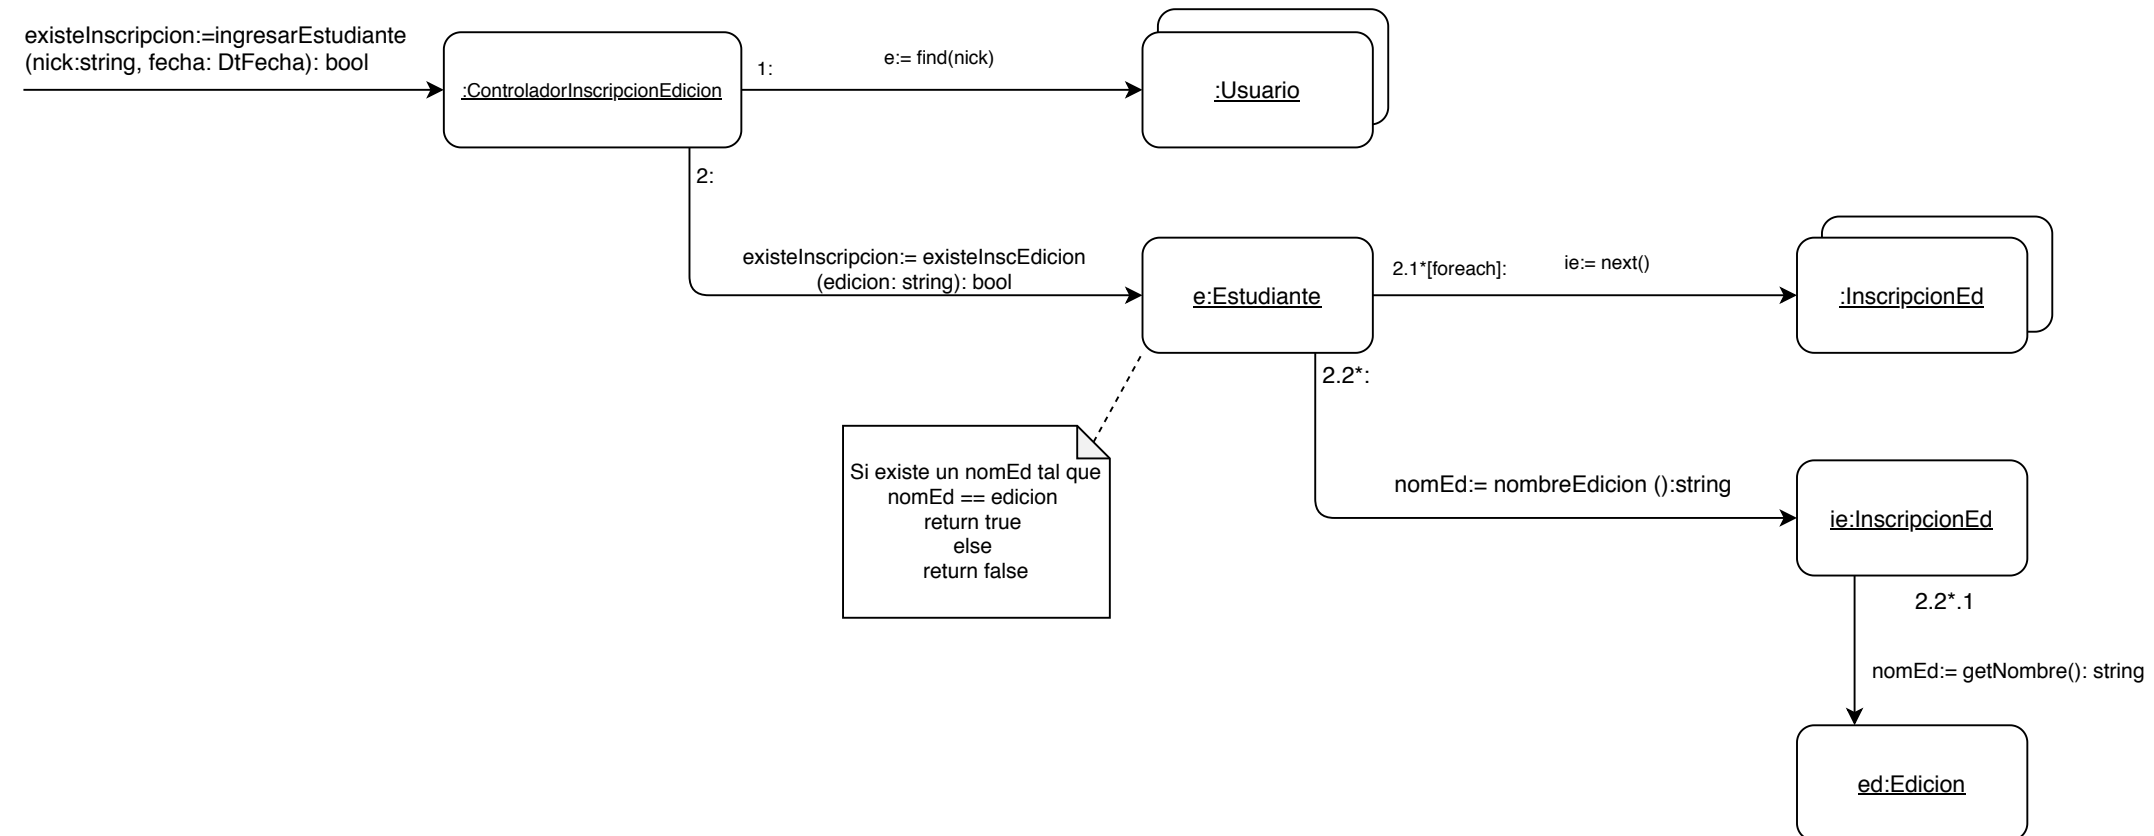 existeInscripcion:=ingresarEstudiante
(nick:string, fecha: DtFecha): bool
:ControladorInscripcionEdicion
1:
e:= find(nick)
:Usuario
2:
existeInscripcion:= existeInscEdicion
(edicion: string): bool
e:Estudiante
2.1*[foreach]:
ie:= next()
:InscripcionEd
2.2*:
Si existe un nomEd tal que
nomEd == edicion
return true
else
return false
nomEd:= nombreEdicion ():string
ie:InscripcionEd
2.2*.1
nomEd:= getNombre(): string
ed:Edicion